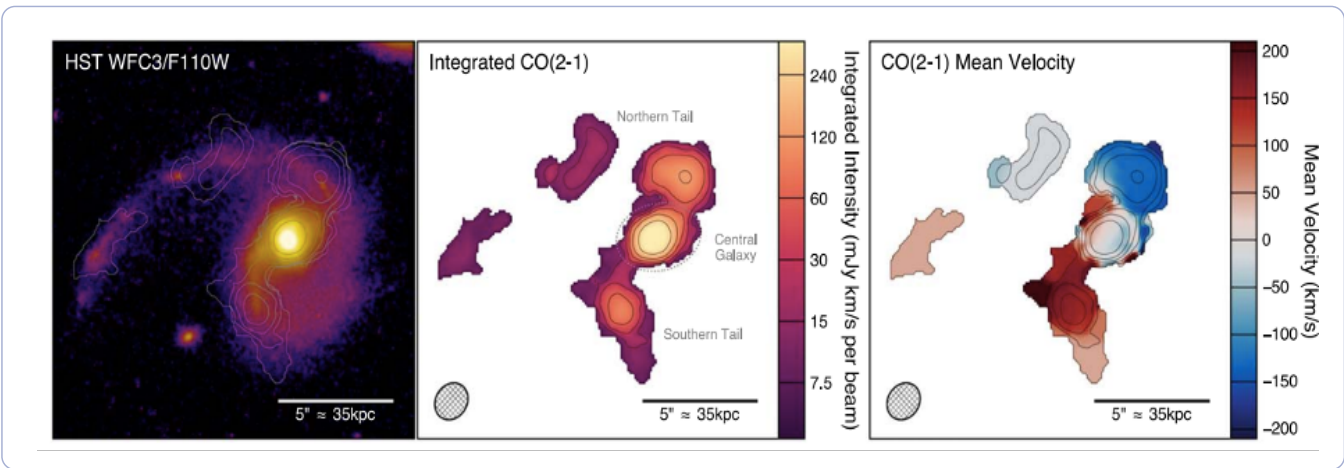 HST WFC3/F110W
5" ≈ 35kpc
Integrated CO(2-1)
Northern Tail
Central
Galaxy
Southern Tail
5" ≈ 35kpc
240
120
60
30
15
7.5
Integrated Intensity (mJy km/s per beam)
CO(2-1) Mean Velocity
5" ≈ 35kpc
200
150
100
50
0
−50
−100
−150
−200
Mean Velocity (km/s)